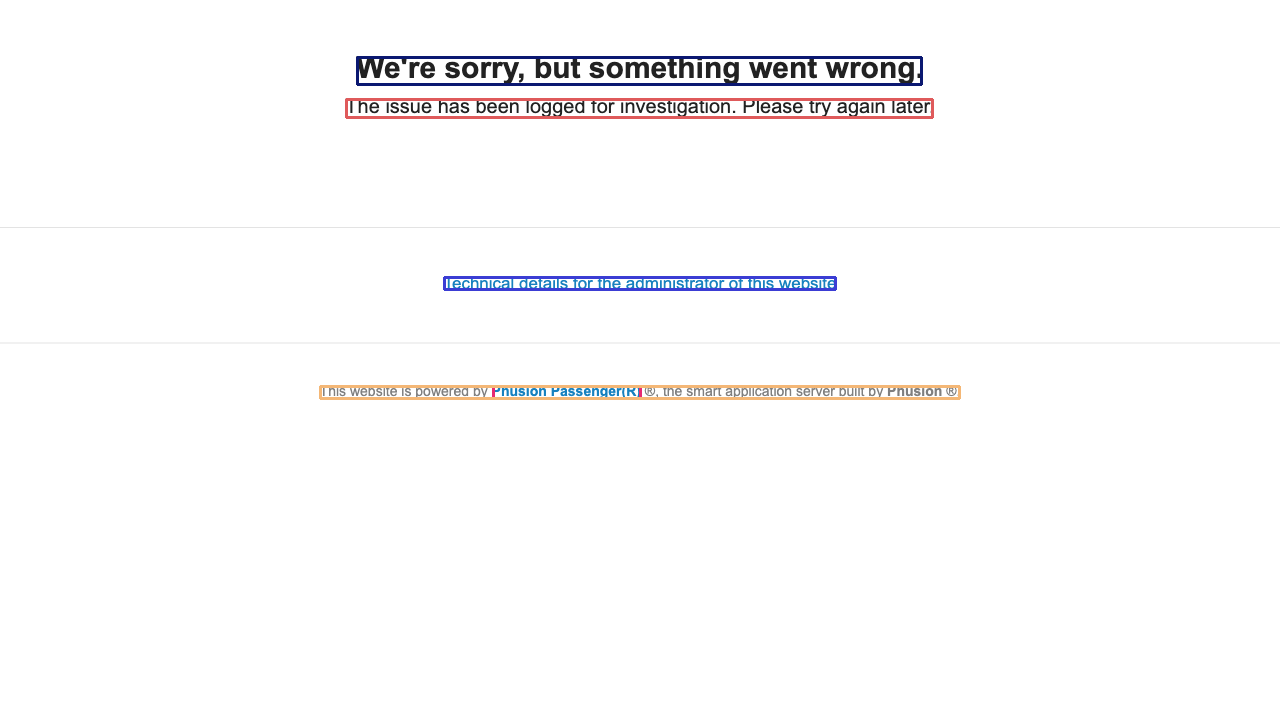 We're sorry, but something went wrong.
The issue has been logged for investigation. Please try again later.
Technical details for the administrator of this website
This website is powered by Phusion Passenger(R) ®, the smart application server built by Phusion ®.